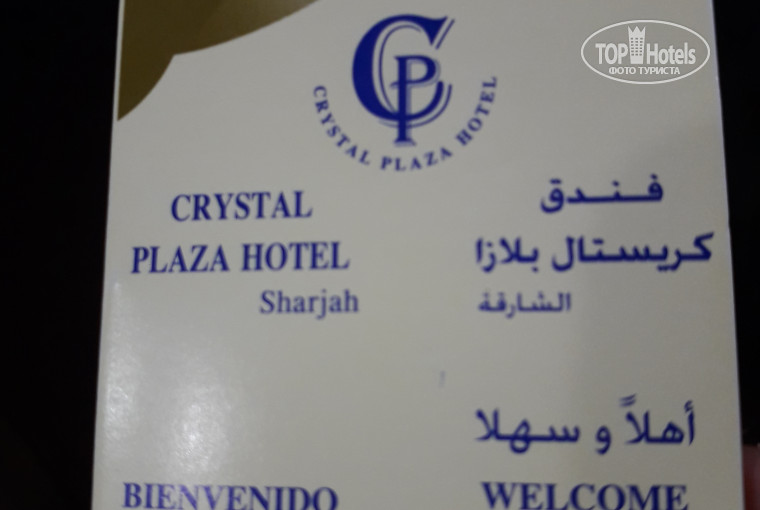 TOP Hotels
ФОТО ТУРИСТА
CP
CRYSTAL PLAZA HOTEL
CRYSTAL
PLAZA HOTEL
Sharjah
فندق
كريستال بلازا
الشارقة
أهلاً و سهلا
BIENVENIDO
WELCOME